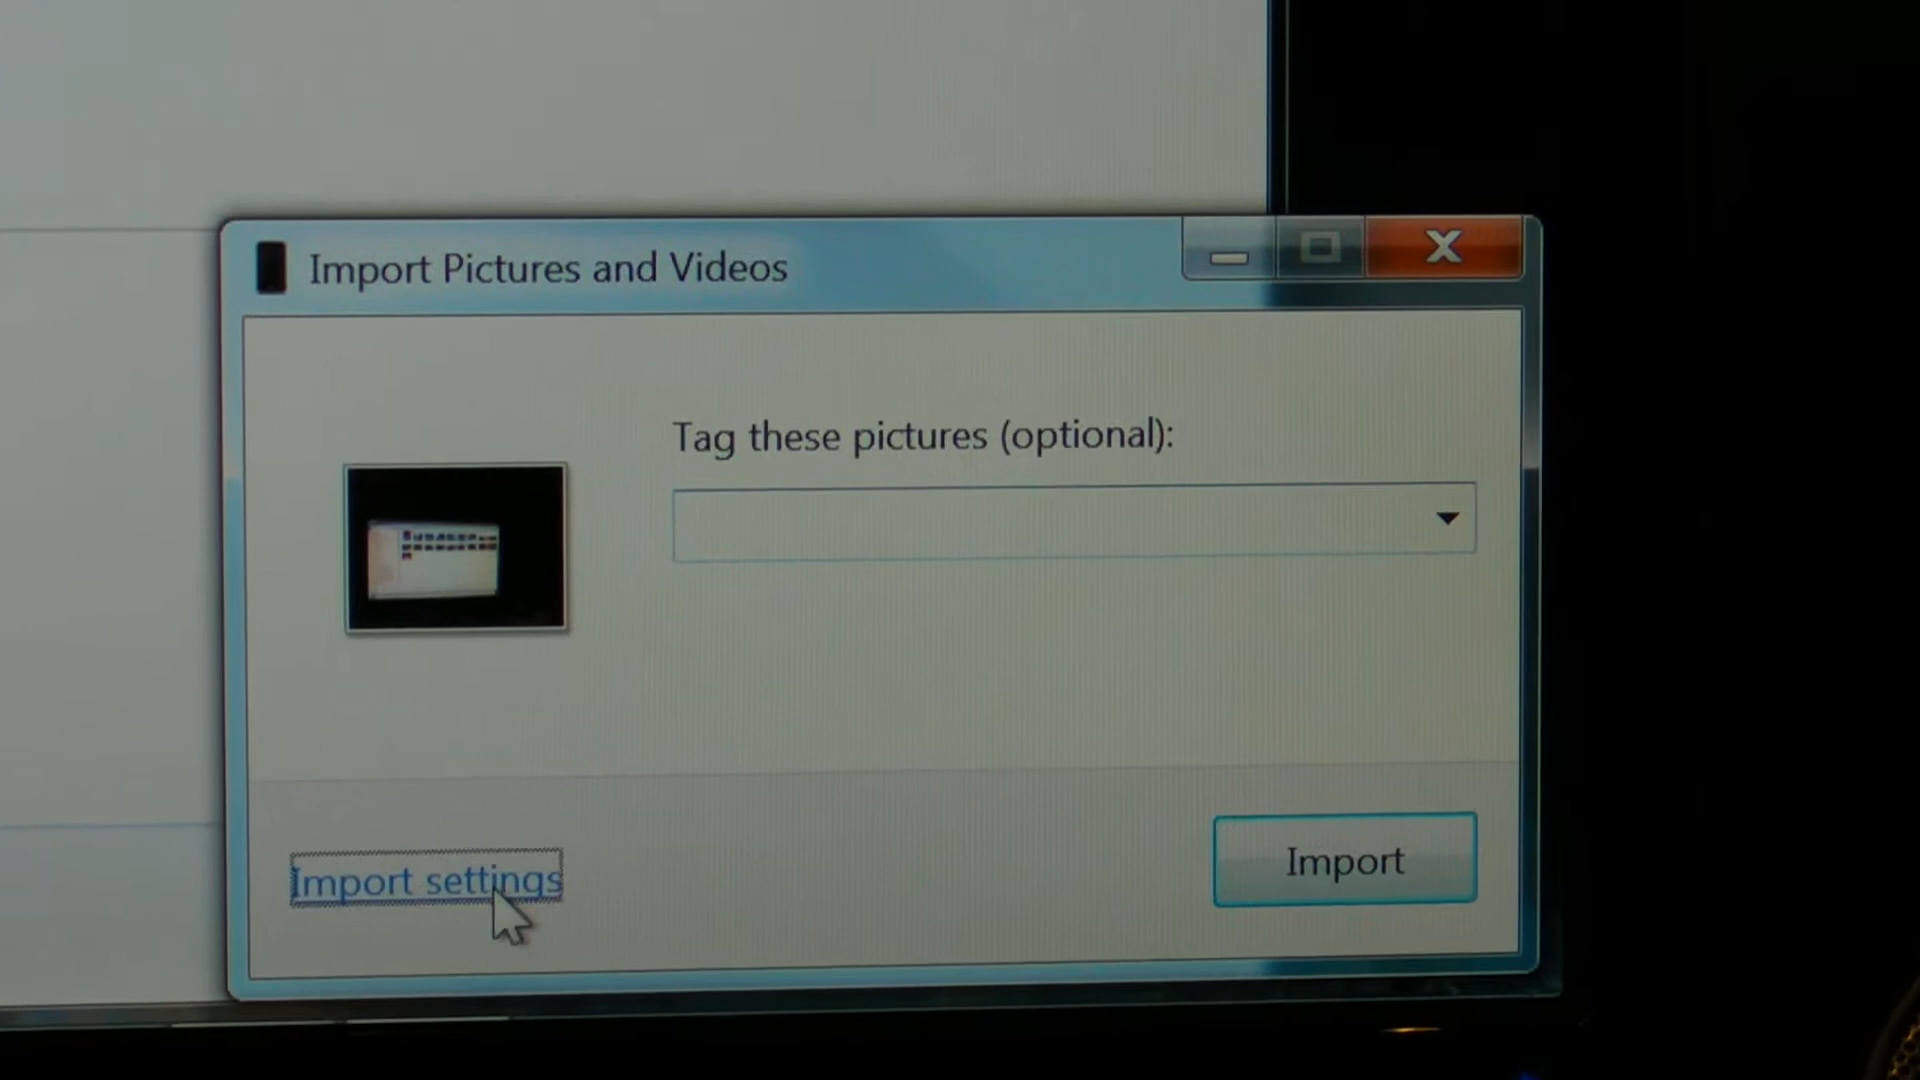 Import Pictures and Videos
Tag these pictures (optional):
Import settings
Import